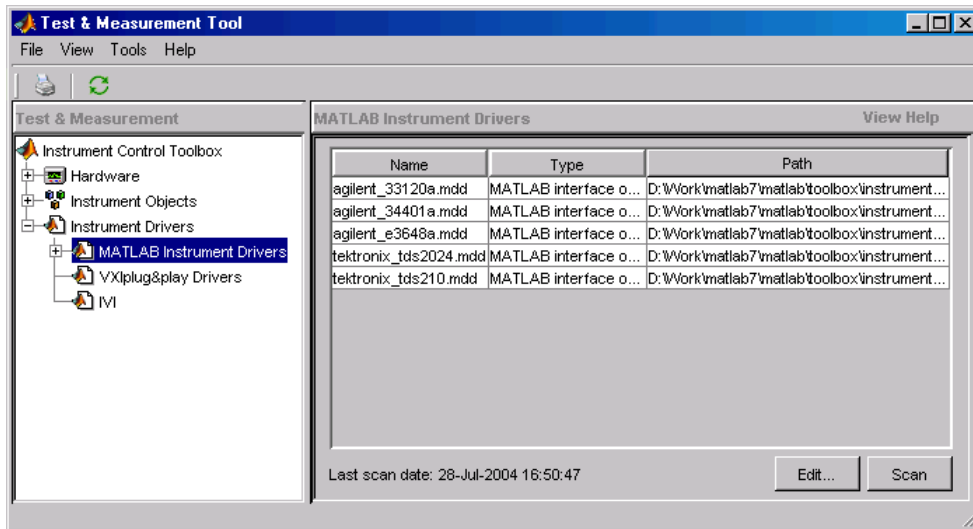 Test & Measurement Tool
File View Tools Help
Test & Measurement
Instrument Control Toolbox
Hardware
Instrument Objects
Instrument Drivers
MATLAB Instrument Drivers
VXIplug&play Drivers
IVI
MATLAB Instrument Drivers View Help
Name Type Path
agilent_33120a.mdd MATLAB interface o... D:\Work\matlab7\matlab\toolbox\instrument...
agilent_34401a.mdd MATLAB interface o... D:\Work\matlab7\matlab\toolbox\instrument...
agilent_e3648a.mdd MATLAB interface o... D:\Work\matlab7\matlab\toolbox\instrument...
tektronix_tds2024.mdd MATLAB interface o... D:\Work\matlab7\matlab\toolbox\instrument...
tektronix_tds210.mdd MATLAB interface o... D:\Work\matlab7\matlab\toolbox\instrument...
Last scan date: 28-Jul-2004 16:50:47 Edit... Scan